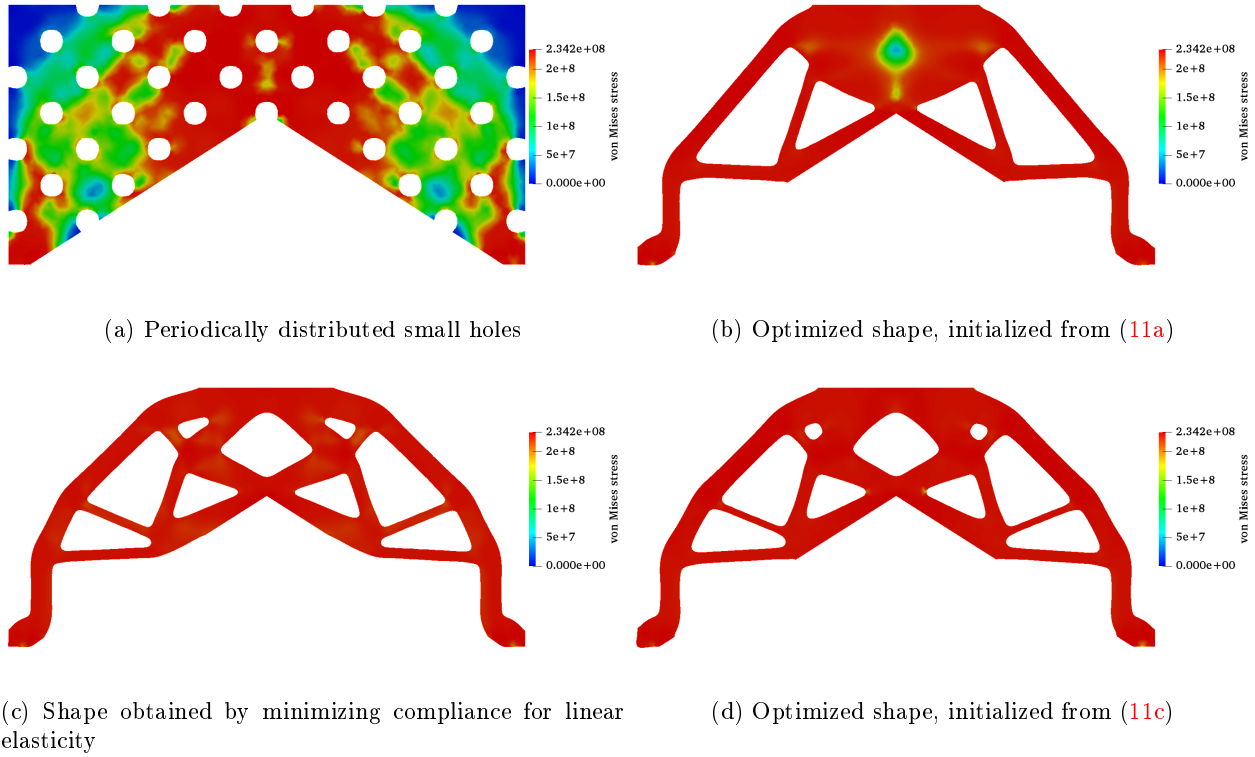 2.342e+08
2e+8
1.5e+8
1e+8
5e+7
0.000e+00
von Mises stress
2.342e+08
2e+8
1.5e+8
1e+8
5e+7
0.000e+00
von Mises stress
(a) Periodically distributed small holes
(b) Optimized shape, initialized from (11a)
2.342e+08
2e+8
1.5e+8
1e+8
5e+7
0.000e+00
von Mises stress
2.342e+08
2e+8
1.5e+8
1e+8
5e+7
0.000e+00
von Mises stress
(c) Shape obtained by minimizing compliance for linear
elasticity
(d) Optimized shape, initialized from (11c)